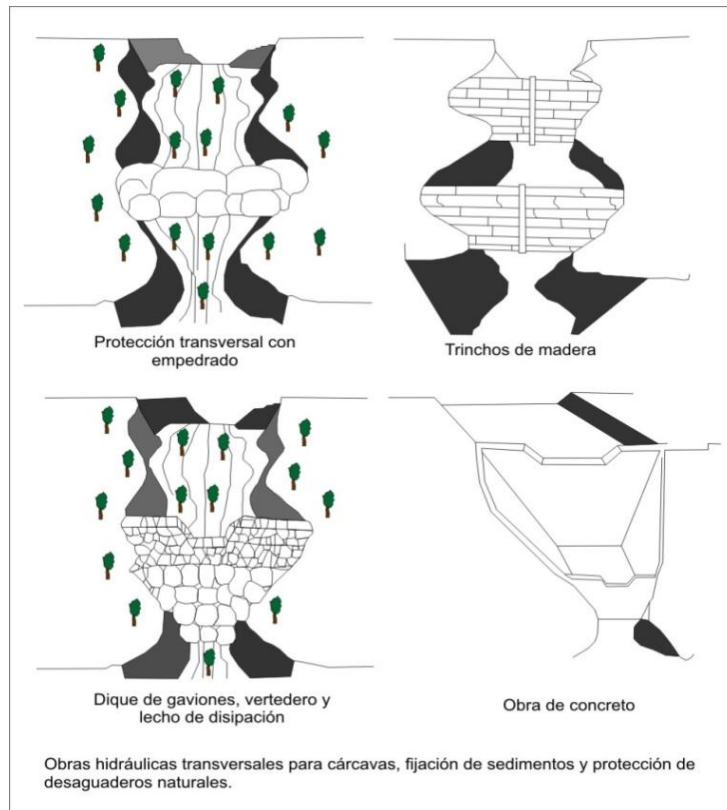 Protección transversal con
empedrado
Trinchos de madera
Dique de gaviones, vertedero y
lecho de disipación
Obra de concreto
Obras hidráulicas transversales para cárcavas, fijación de sedimentos y protección de
desaguaderos naturales.